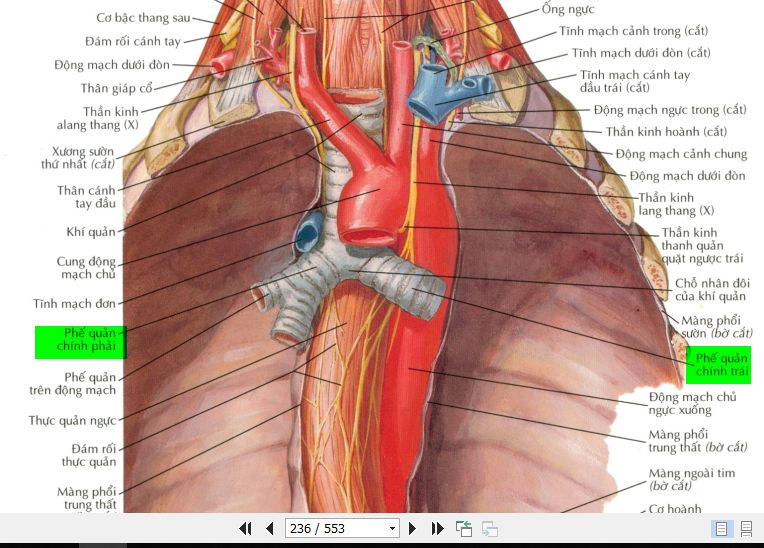 Cơ bậc thang sau
Đám rối cánh tay
Động mạch dưới đòn
Thân giáp cổ
Thần kinh
alang thang (X)
Xương sườn
thứ nhất (cắt)
Thân cánh
tay đầu
Khí quản
Cung động
mạch chủ
Tĩnh mạch đơn
Phế quản
chính phải
Phế quản
trên động mạch
Thực quản ngực
Đám rối
thực quản
Màng phổi
trung thất
Ống ngực
Tĩnh mạch cảnh trong (cắt)
Tĩnh mạch dưới đòn (cắt)
Tĩnh mạch cánh tay
đầu trái (cắt)
Động mạch ngực trong (cắt)
Thần kinh hoành (cắt)
Động mạch cảnh chung
Động mạch dưới đòn
Thần kinh
lang thang (X)
Thần kinh
thanh quản
quặt ngược trái
Chỗ nhân đôi
của khí quản
Màng phổi
sườn (bờ cắt)
Phế quản
chính trái
Động mạch chủ
ngực xuống
Màng phổi
trung thất (bờ cắt)
Màng ngoài tim
(bờ cắt)
Cơ hoành
236 / 553